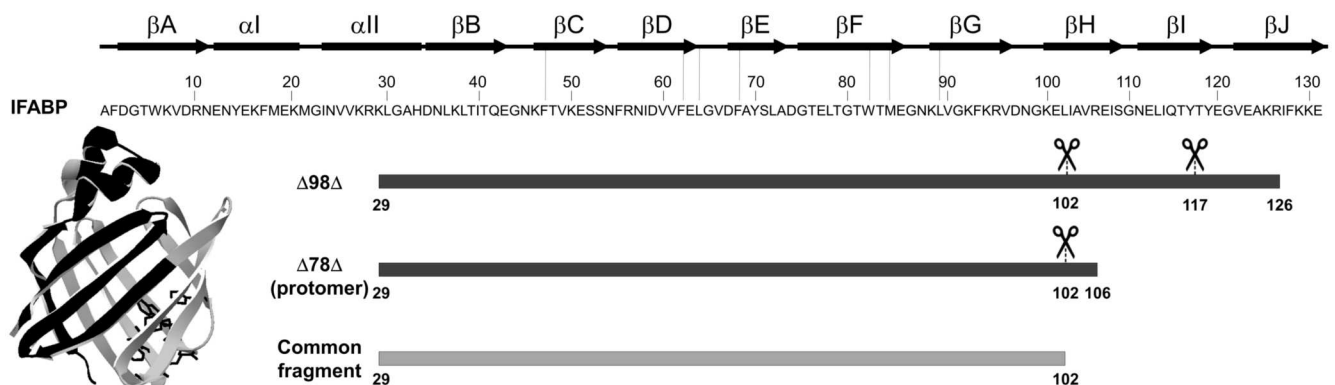 βA αI αII βB βC βD βE βF βG βH βI βJ
10 20 30 40 50 60 70 80 90 100 110 120 130
IFABP AFDGTWKVDRNENYEKFMEKMGINVVKRKLGAHDNLKLTITQEGNKFTVKESSNFRNIDVVFELGVDFAYSLADGTELTGTWTMEGNKLVGKFKRVDNGKELIAVREISGNELIQTYTYEGVEAKRIFKKE
Δ98Δ
29 102 117 126
Δ78Δ
(protomer)
29 102 106
Common
fragment
29 102